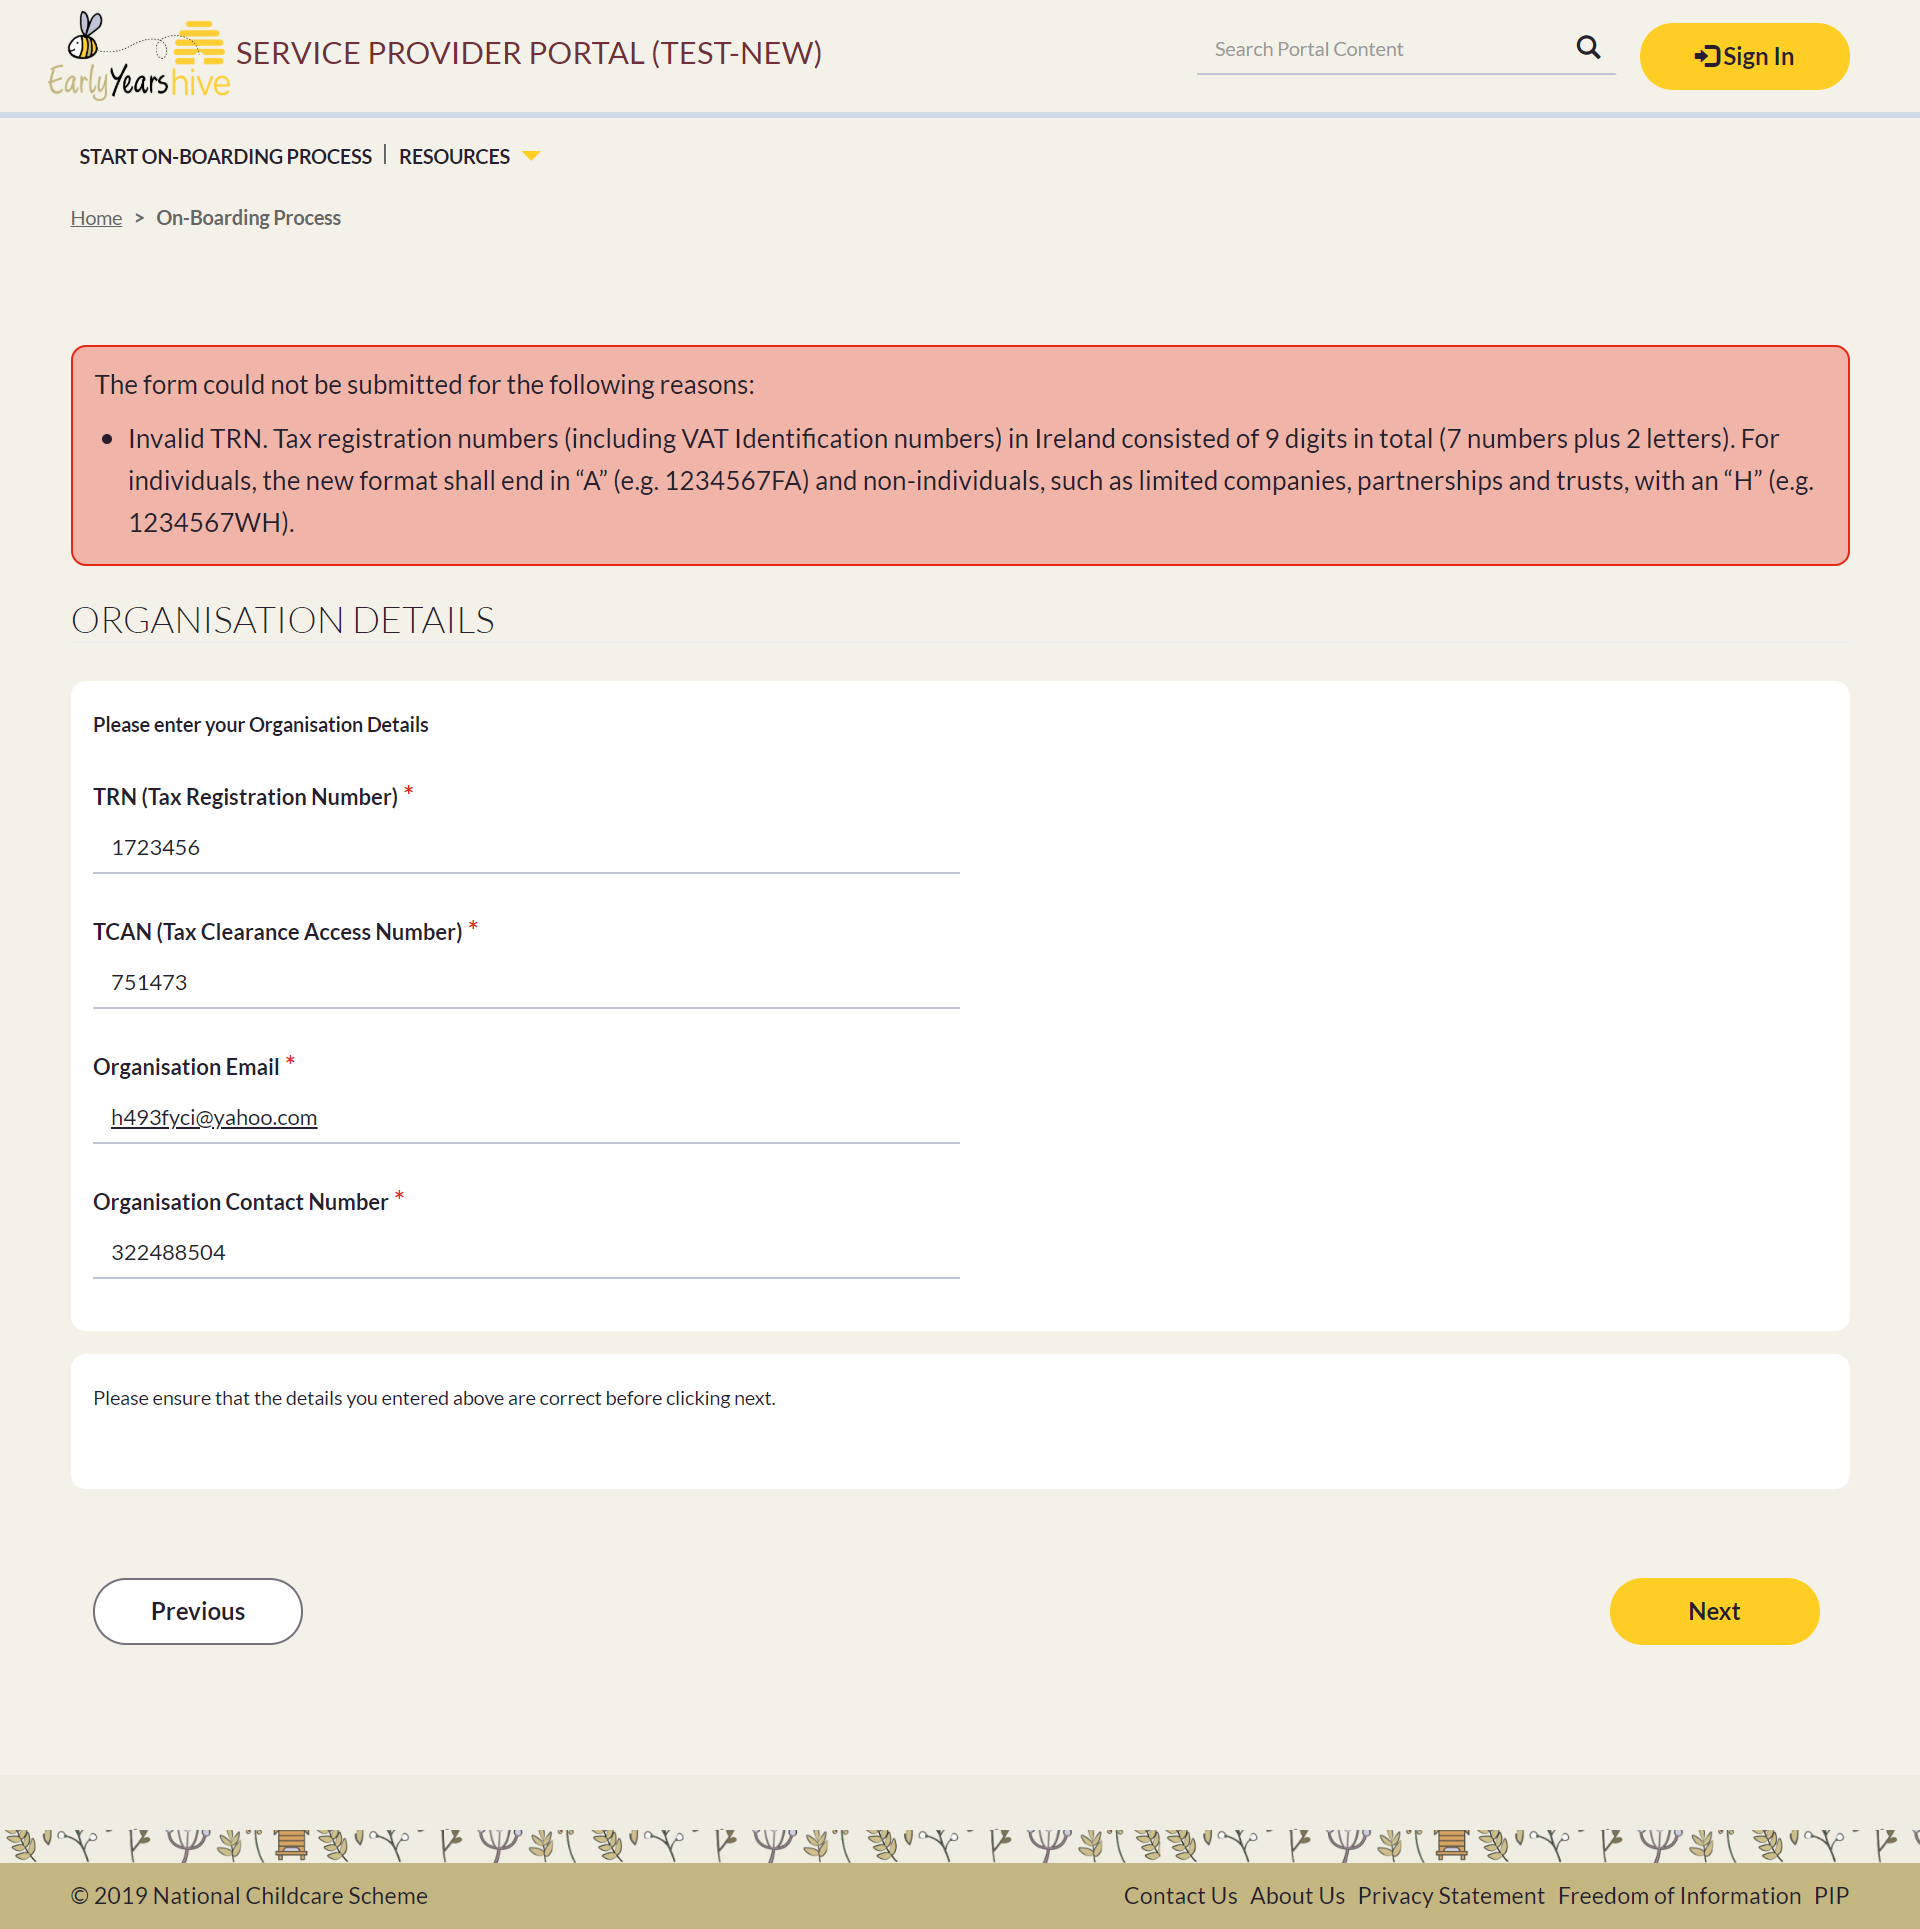 Early Years hive
SERVICE PROVIDER PORTAL (TEST-NEW)
Search Portal Content
Sign In
START ON-BOARDING PROCESS
RESOURCES
Home > On-Boarding Process
The form could not be submitted for the following reasons:
Invalid TRN. Tax registration numbers (including VAT Identification numbers) in Ireland consisted of 9 digits in total (7 numbers plus 2 letters). For
individuals, the new format shall end in “A” (e.g. 1234567FA) and non-individuals, such as limited companies, partnerships and trusts, with an “H” (e.g.
1234567WH).
ORGANISATION DETAILS
Please enter your Organisation Details
TRN (Tax Registration Number) *
1723456
TCAN (Tax Clearance Access Number) *
751473
Organisation Email *
h493fyci@yahoo.com
Organisation Contact Number *
322488504
Please ensure that the details you entered above are correct before clicking next.
Previous
Next
© 2019 National Childcare Scheme
Contact Us About Us Privacy Statement Freedom of Information PIP